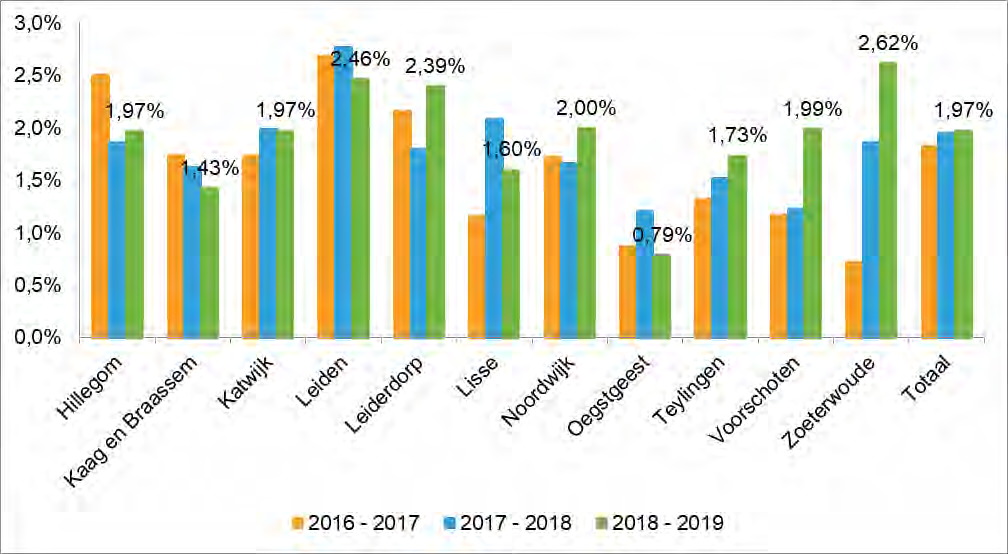 3,0%
2,5%
2,0%
1,5%
1,0%
0,5%
0,0%
1,97%
1,43%
1,97%
2,46%
2,39%
1,60%
2,00%
0,79%
1,73%
1,99%
2,62%
1,97%
Hillegom
Kaag en Braassem
Katwijk
Leiden
Leiderdorp
Lisse
Noordwijk
Oegstgeest
Teylingen
Voorschoten
Zoeterwoude
Totaal
2016 - 2017 2017 - 2018 2018 - 2019